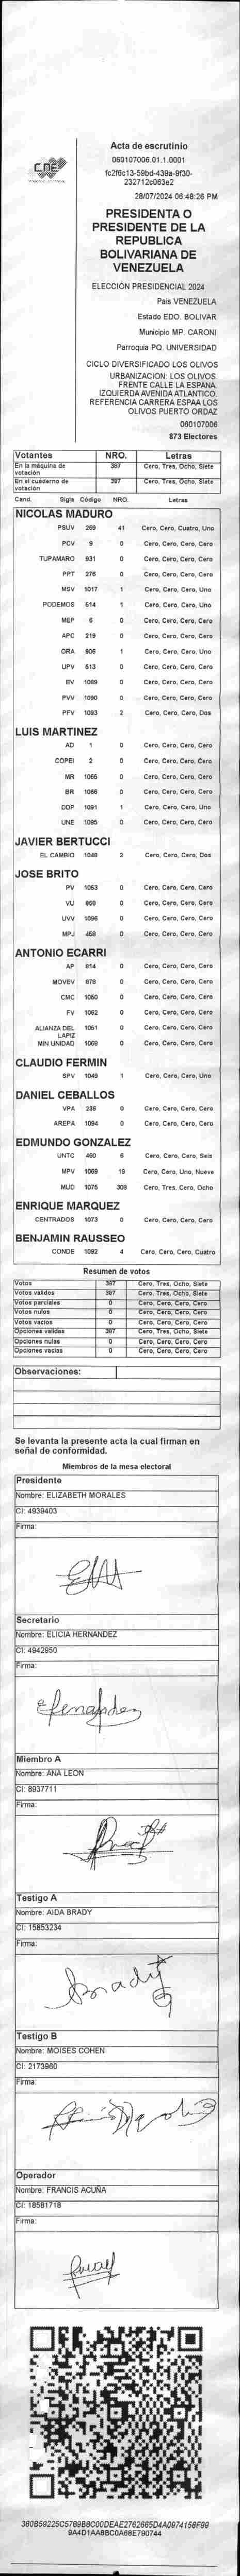 Acta de escrutinio
060107006.01.1.0001
fc2f6c13-59bd-439a-9f30-
232712c063e2
28/07/2024 06:48:26 PM
CNE
PRESIDENTA O
PRESIDENTE DE LA
REPUBLICA
BOLIVARIANA DE
VENEZUELA
ELECCIÓN PRESIDENCIAL 2024
Pais VENEZUELA
Estado EDO. BOLIVAR
Municipio MP. CARONI
Parroquia PQ. UNIVERSIDAD
CICLO DIVERSIFICADO LOS OLIVOS
URBANIZACION: LOS OLIVOS.
FRENTE CALLE LA ESPANA.
IZQUIERDA AVENIDA ATLANTICO.
REFERENCIA CARRERA ESPAA LOS
OLIVOS PUERTO ORDAZ
060107006
873 Electores
Votantes NRO. Letras
En la máquina de votación 387 Cero, Tres, Ocho, Siete
En el cuaderno de votación 387 Cero, Tres, Ocho, Siete
Cand. Sigla Código NRO. Letras
NICOLAS MADURO
PSUV 269 41 Cero, Cero, Cuatro, Uno
PCV 9 0 Cero, Cero, Cero, Cero
TUPAMARO 931 0 Cero, Cero, Cero, Cero
PPT 276 0 Cero, Cero, Cero, Cero
MSV 1017 1 Cero, Cero, Cero, Uno
PODEMOS 514 1 Cero, Cero, Cero, Uno
MEP 6 0 Cero, Cero, Cero, Cero
APC 219 0 Cero, Cero, Cero, Cero
ORA 906 1 Cero, Cero, Cero, Uno
UPV 513 0 Cero, Cero, Cero, Cero
EV 1089 0 Cero, Cero, Cero, Cero
PVV 1090 0 Cero, Cero, Cero, Cero
PFV 1093 2 Cero, Cero, Cero, Dos
LUIS MARTINEZ
AD 1 0 Cero, Cero, Cero, Cero
COPEI 2 0 Cero, Cero, Cero, Cero
MR 1065 0 Cero, Cero, Cero, Cero
BR 1066 0 Cero, Cero, Cero, Cero
DDP 1091 1 Cero, Cero, Cero, Uno
UNE 1095 0 Cero, Cero, Cero, Cero
JAVIER BERTUCCI
EL CAMBIO 1048 2 Cero, Cero, Cero, Dos
JOSE BRITO
PV 1053 0 Cero, Cero, Cero, Cero
VU 868 0 Cero, Cero, Cero, Cero
UVV 1096 0 Cero, Cero, Cero, Cero
MPJ 458 0 Cero, Cero, Cero, Cero
ANTONIO ECARRI
AP 814 0 Cero, Cero, Cero, Cero
MOVEV 878 0 Cero, Cero, Cero, Cero
CMC 1050 0 Cero, Cero, Cero, Cero
FV 1062 0 Cero, Cero, Cero, Cero
ALIANZA DEL LAPIZ 1051 0 Cero, Cero, Cero, Cero
MIN UNIDAD 1068 0 Cero, Cero, Cero, Cero
CLAUDIO FERMIN
SPV 1049 1 Cero, Cero, Cero, Uno
DANIEL CEBALLOS
VPA 236 0 Cero, Cero, Cero, Cero
AREPA 1094 0 Cero, Cero, Cero, Cero
EDMUNDO GONZALEZ
UNTC 460 6 Cero, Cero, Cero, Seis
MPV 1069 19 Cero, Cero, Uno, Nueve
MUD 1075 308 Cero, Tres, Cero, Ocho
ENRIQUE MARQUEZ
CENTRADOS 1073 0 Cero, Cero, Cero, Cero
BENJAMIN RAUSSEO
CONDE 1092 4 Cero, Cero, Cero, Cuatro
Resumen de votos
Votos 387 Cero, Tres, Ocho, Siete
Votos validos 387 Cero, Tres, Ocho, Siete
Votos parciales 0 Cero, Cero, Cero, Cero
Votos nulos 0 Cero, Cero, Cero, Cero
Votos vacios 0 Cero, Cero, Cero, Cero
Opciones validas 387 Cero, Tres, Ocho, Siete
Opciones nulas 0 Cero, Cero, Cero, Cero
Opciones vacias 0 Cero, Cero, Cero, Cero
Observaciones:
Se levanta la presente acta la cual firman en
señal de conformidad.
Miembros de la mesa electoral
Presidente
Nombre: ELIZABETH MORALES
CI: 4939403
Firma:
Secretario
Nombre: ELICIA HERNANDEZ
CI: 4942950
Firma:
Miembro A
Nombre: ANA LEON
CI: 8937711
Firma:
Testigo A
Nombre: AIDA BRADY
CI: 15853234
Firma:
Brady
Testigo B
Nombre: MOISES COHEN
CI: 2173960
Firma:
Operador
Nombre: FRANCIS ACUÑA
CI: 18581718
Firma:
380B59225C5789B8C00DEAE2762665D4A0974158F99
9A4D1AA8BC0A68E790744